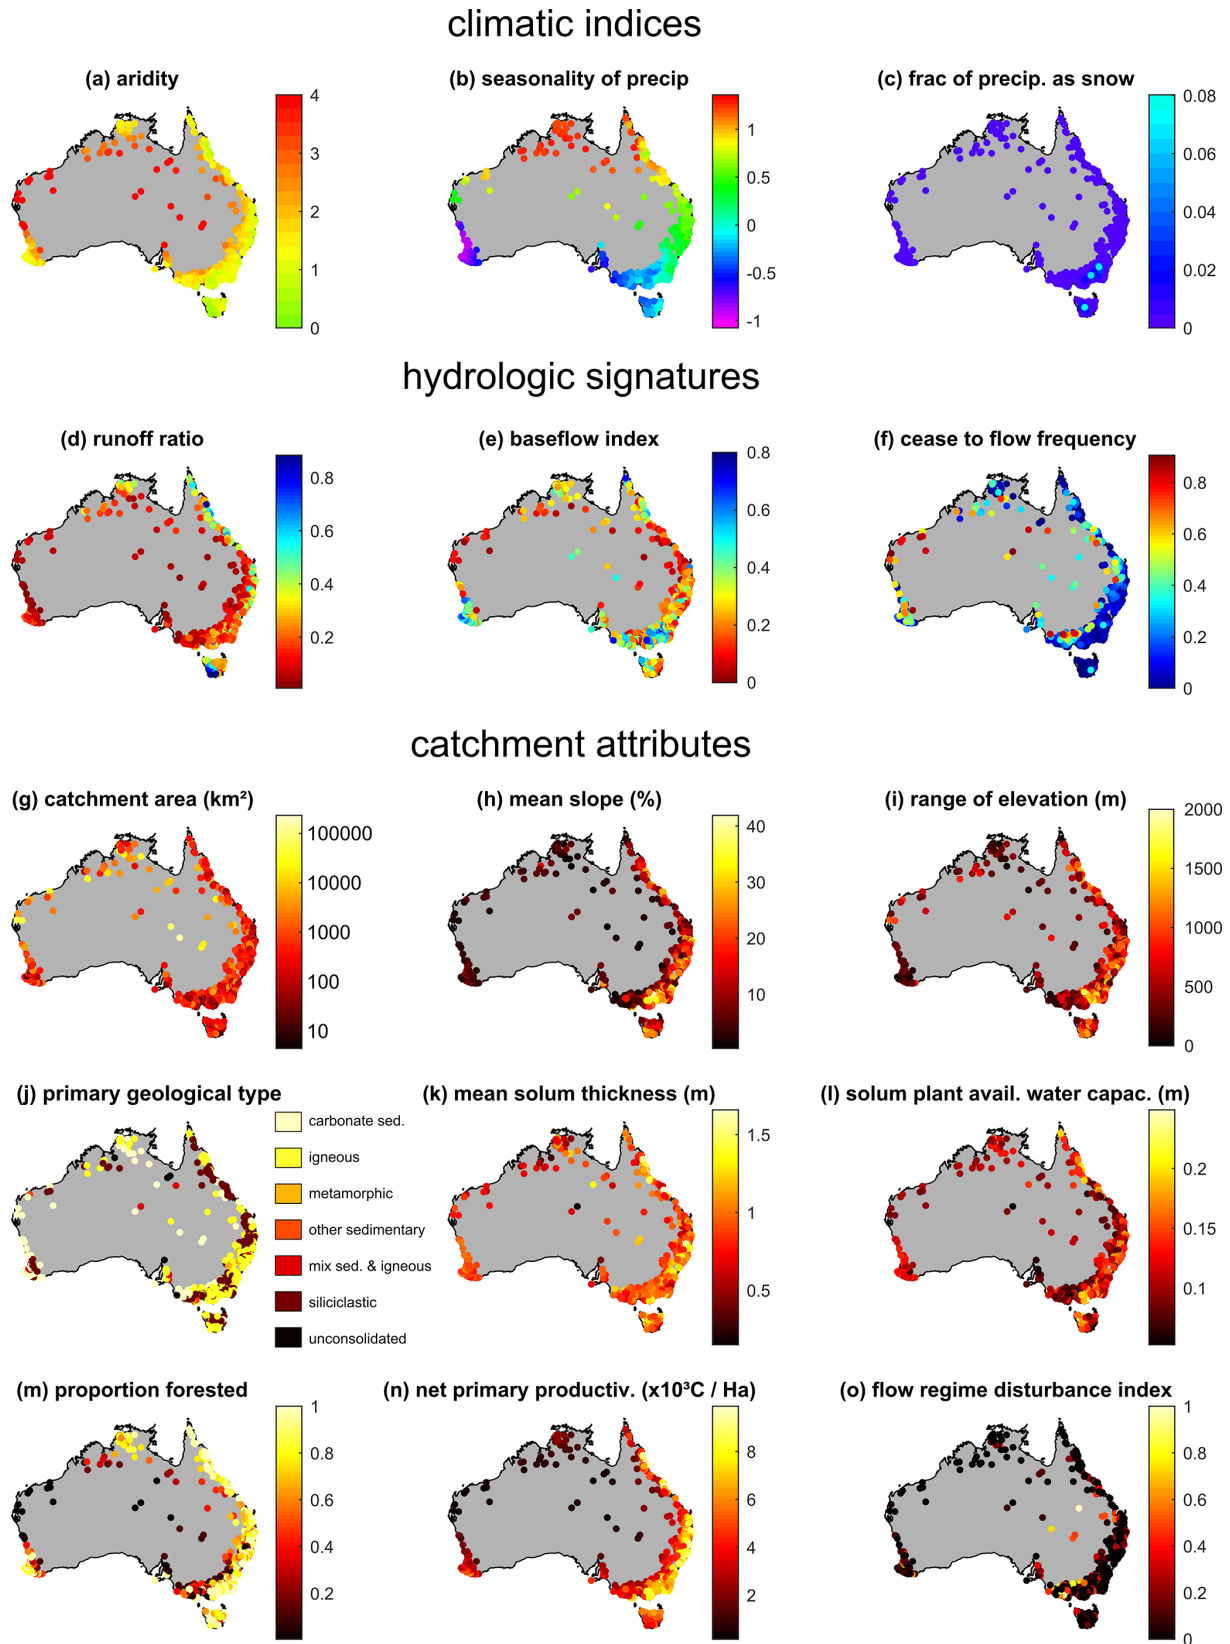 climatic indices
(a) aridity
(b) seasonality of precip
(c) frac of precip. as snow
4
3
2
1
0
1
0.5
0
-0.5
-1
0.08
0.06
0.04
0.02
0
hydrologic signatures
(d) runoff ratio
(e) baseflow index
(f) cease to flow frequency
0.8
0.6
0.4
0.2
0.8
0.6
0.4
0.2
0
0.8
0.6
0.4
0.2
0
catchment attributes
(g) catchment area (km²)
(h) mean slope (%)
(i) range of elevation (m)
100000
10000
1000
100
10
40
30
20
10
2000
1500
1000
500
0
(j) primary geological type
(k) mean solum thickness (m)
(l) solum plant avail. water capac. (m)
carbonate sed.
igneous
metamorphic
other sedimentary
mix sed. & igneous
siliciclastic
unconsolidated
1.5
1
0.5
0.2
0.15
0.1
(m) proportion forested
(n) net primary productiv. (x10³C / Ha)
(o) flow regime disturbance index
1
0.8
0.6
0.4
0.2
8
6
4
2
1
0.8
0.6
0.4
0.2
0